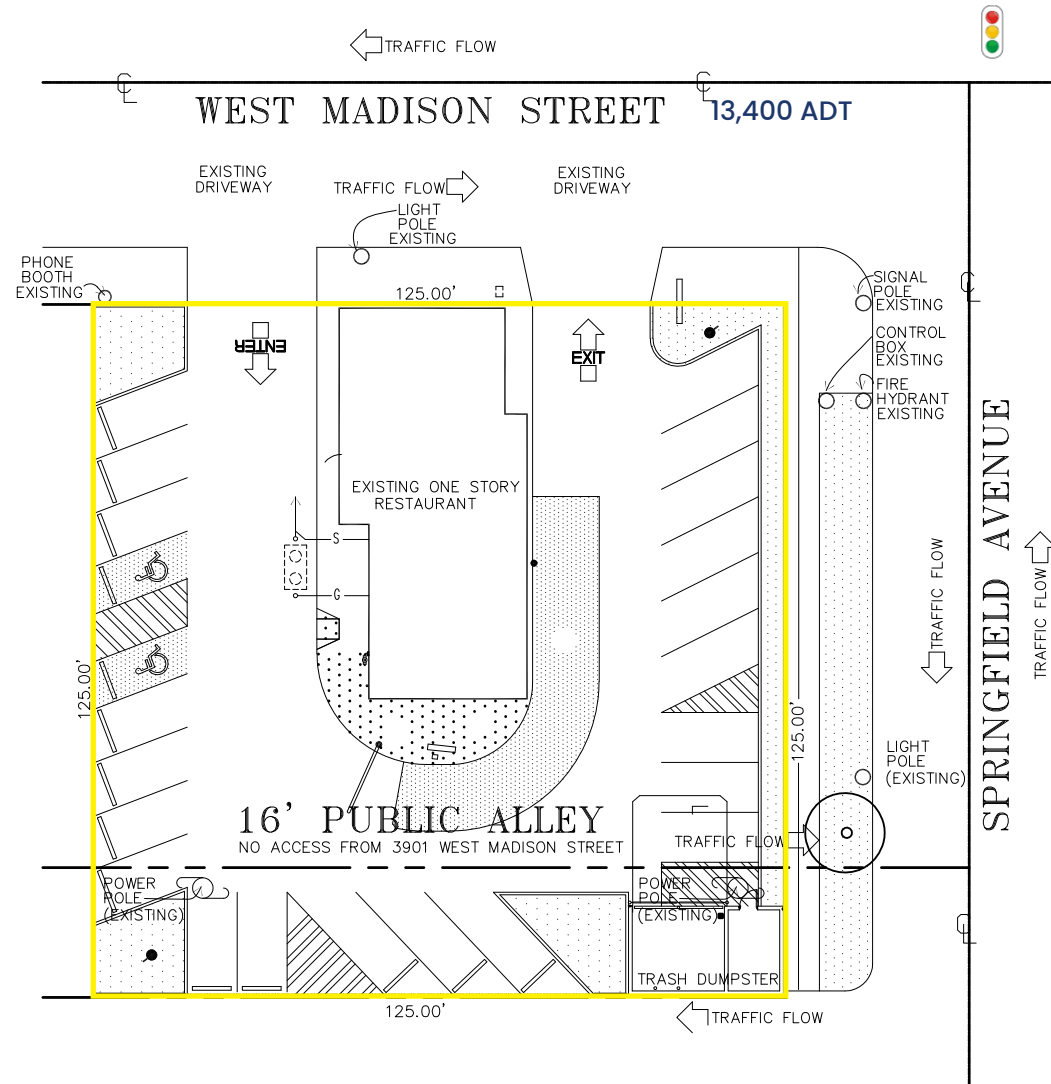 TRAFFIC FLOW
WEST MADISON STREET
13,400 ADT
EXISTING
DRIVEWAY
TRAFFIC FLOW
EXISTING
DRIVEWAY
LIGHT
POLE
EXISTING
PHONE
BOOTH
EXISTING
125.00'
SIGNAL
POLE
EXISTING
ENTER
EXIT
CONTROL
BOX
EXISTING
FIRE
HYDRANT
EXISTING
EXISTING ONE STORY
RESTAURANT
S
G
SPRINGFIELD AVENUE
TRAFFIC FLOW
TRAFFIC FLOW
125.00'
125.00'
LIGHT
POLE
(EXISTING)
16' PUBLIC ALLEY
NO ACCESS FROM 3901 WEST MADISON STREET
TRAFFIC FLOW
POWER
POLE
(EXISTING)
POWER
POLE
(EXISTING)
TRASH DUMPSTER
125.00'
TRAFFIC FLOW